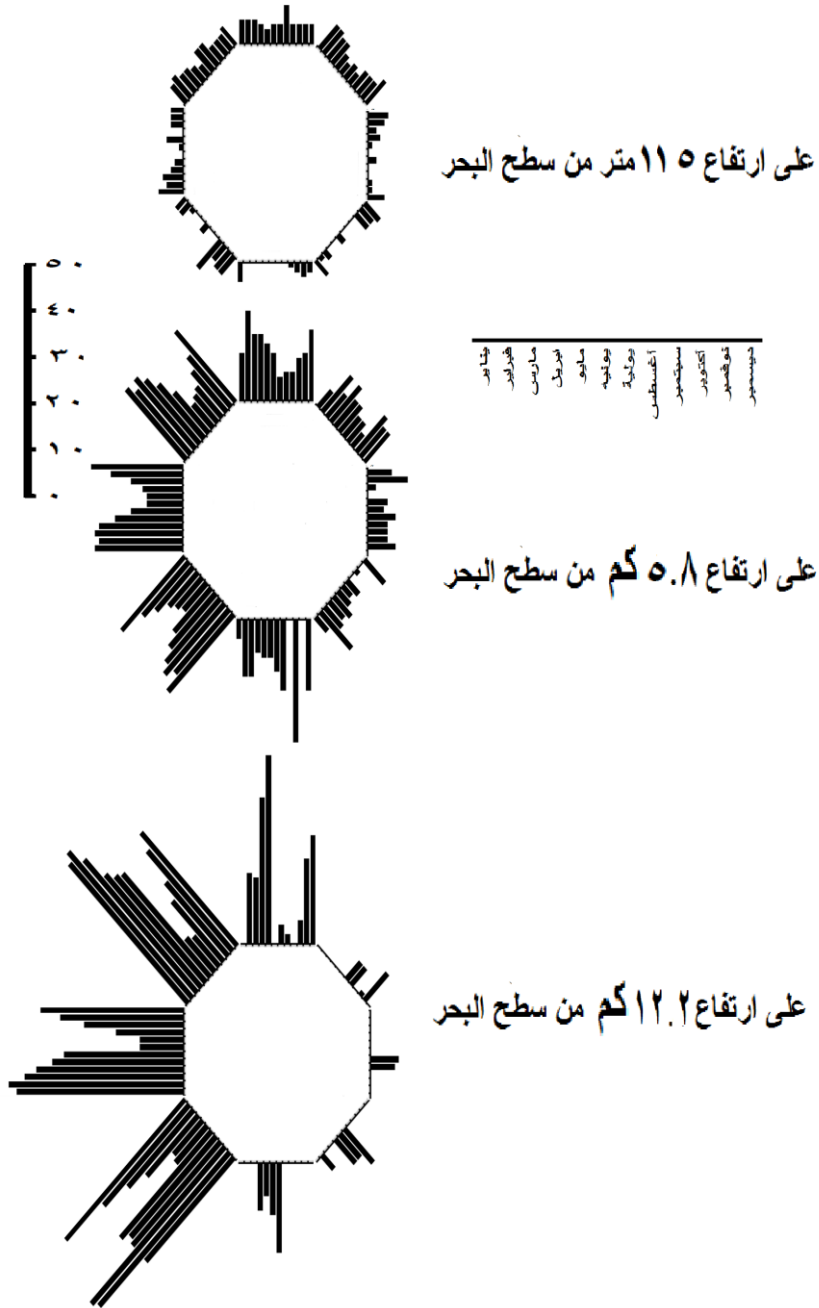 على ارتفاع ١١٥ متر من سطح البحر
٥٠
٤٠
٣٠
٢٠
١٠
٠
يناير
فبراير
مارس
ابريل
مايو
يونيه
يولية
اغسطس
سبتمبر
اكتوبر
نوفمبر
ديسمبر
على ارتفاع ٥.٨ كم من سطح البحر
على ارتفاع ١٢.٢ كم من سطح البحر